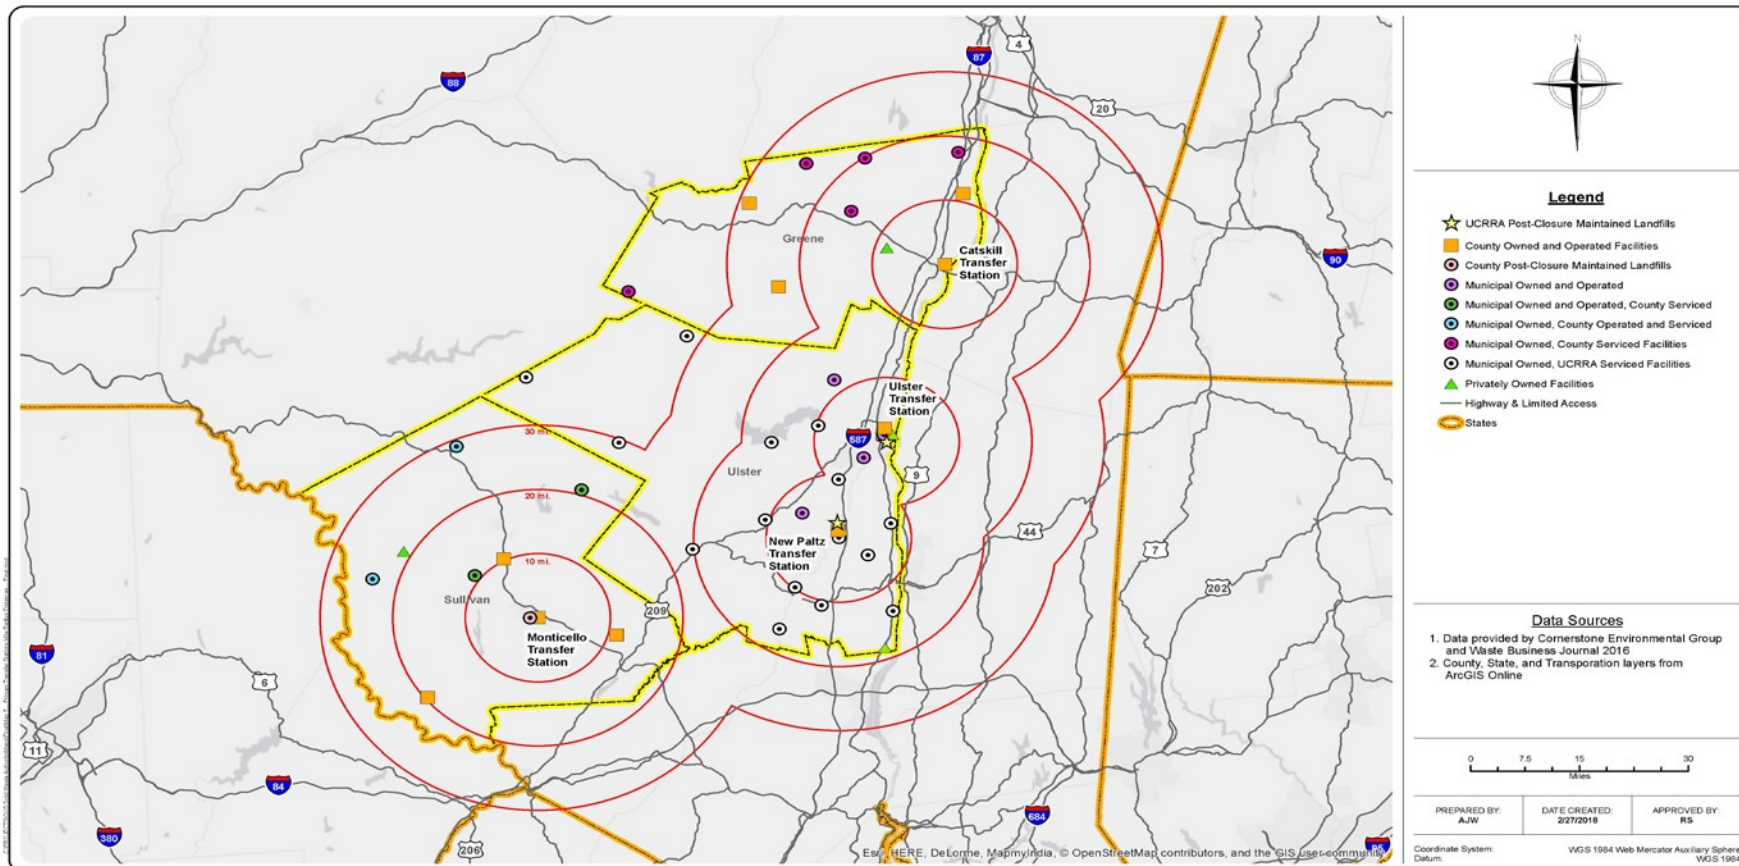 88
87
4
20
90
Greene
Catskill
Transfer
Station
Ulster
Transfer
Station
587
9
Ulster
30 mi.
20 mi.
10 mi.
New Paltz
Transfer
Station
44
7
202
Sullivan
209
Monticello
Transfer
Station
81
6
11
84
380
206
684
95
Esri, HERE, DeLorme, MapmyIndia, © OpenStreetMap contributors, and the GIS user community
N
Legend
UCRRA Post-Closure Maintained Landfills
County Owned and Operated Facilities
County Post-Closure Maintained Landfills
Municipal Owned and Operated
Municipal Owned and Operated, County Serviced
Municipal Owned, County Operated and Serviced
Municipal Owned, County Serviced Facilities
Municipal Owned, UCRRA Serviced Facilities
Privately Owned Facilities
Highway & Limited Access
States
Data Sources
1. Data provided by Cornerstone Environmental Group
and Waste Business Journal 2016
2. County, State, and Transporation layers from
ArcGIS Online
0 7.5 15 30
Miles
PREPARED BY:
AJW
DATE CREATED:
2/27/2018
APPROVED BY:
RS
Coordinate System: WGS 1984 Web Mercator Auxiliary Sphere
Datum: WGS 1984